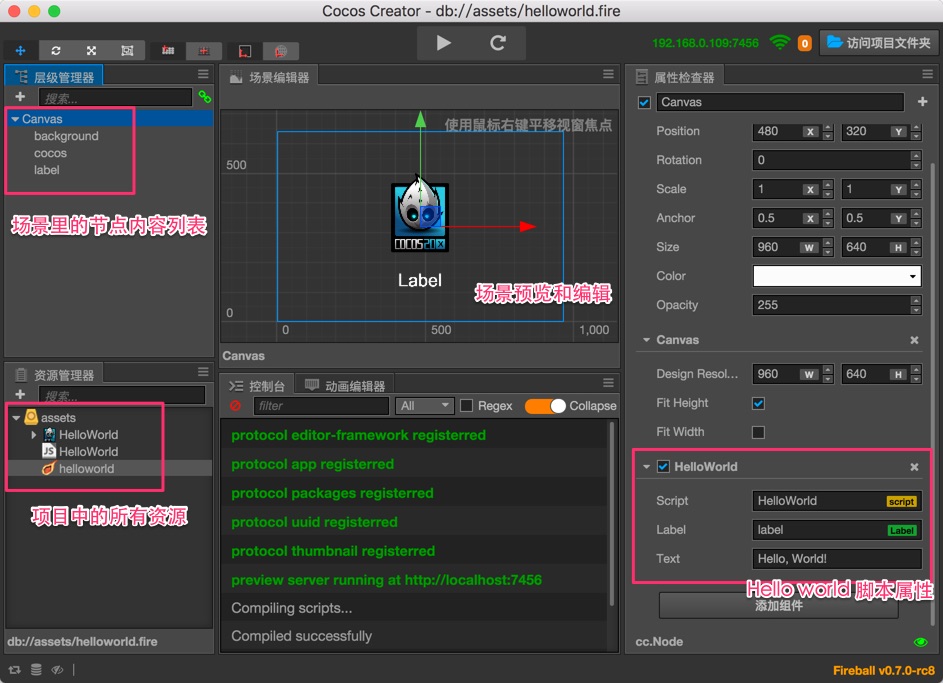 Cocos Creator - db://assets/helloworld.fire
192.168.0.109:7456
0
访问项目文件夹
层级管理器
搜索...
Canvas
background
cocos
label
场景里的节点内容列表
场景编辑器
使用鼠标右键平移视窗焦点
500
0
0
500
1,000
COCOS2DX
Label
场景预览和编辑
Canvas
资源管理器
搜索...
assets
HelloWorld
JS HelloWorld
helloworld
项目中的所有资源
db://assets/helloworld.fire
控制台
动画编辑器
filter
All
Regex
Collapse
protocol editor-framework registerred
protocol app registerred
protocol packages registerred
protocol uuid registerred
protocol thumbnail registerred
preview server running at http://localhost:7456
Compiling scripts...
Compiled successfully
属性检查器
Canvas
Position 480 X 320 Y
Rotation 0
Scale 1 X 1 Y
Anchor 0.5 X 0.5 Y
Size 960 W 640 H
Color
Opacity 255
Canvas
Design Resol... 960 W 640 H
Fit Height
Fit Width
HelloWorld
Script HelloWorld script
Label label Label
Text Hello, World!
Hello world 脚本属性
添加组件
cc.Node
Fireball v0.7.0-rc8